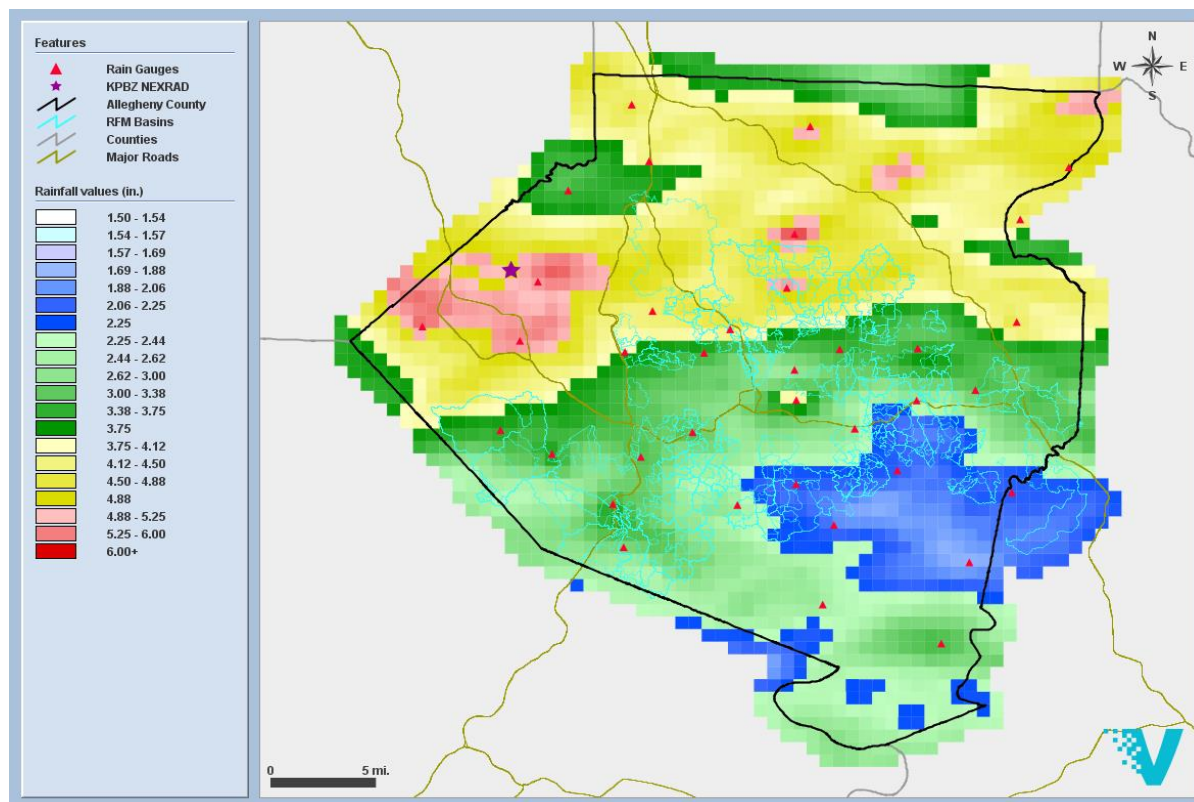 Features
Rain Gauges
KPBZ NEXRAD
Allegheny County
RFM Basins
Counties
Major Roads
Rainfall values (in.)
1.50 - 1.54
1.54 - 1.57
1.57 - 1.69
1.69 - 1.88
1.88 - 2.06
2.06 - 2.25
2.25
2.25 - 2.44
2.44 - 2.62
2.62 - 3.00
3.00 - 3.38
3.38 - 3.75
3.75
3.75 - 4.12
4.12 - 4.50
4.50 - 4.88
4.88
4.88 - 5.25
5.25 - 6.00
6.00+
N
W E
S
0 5 mi.